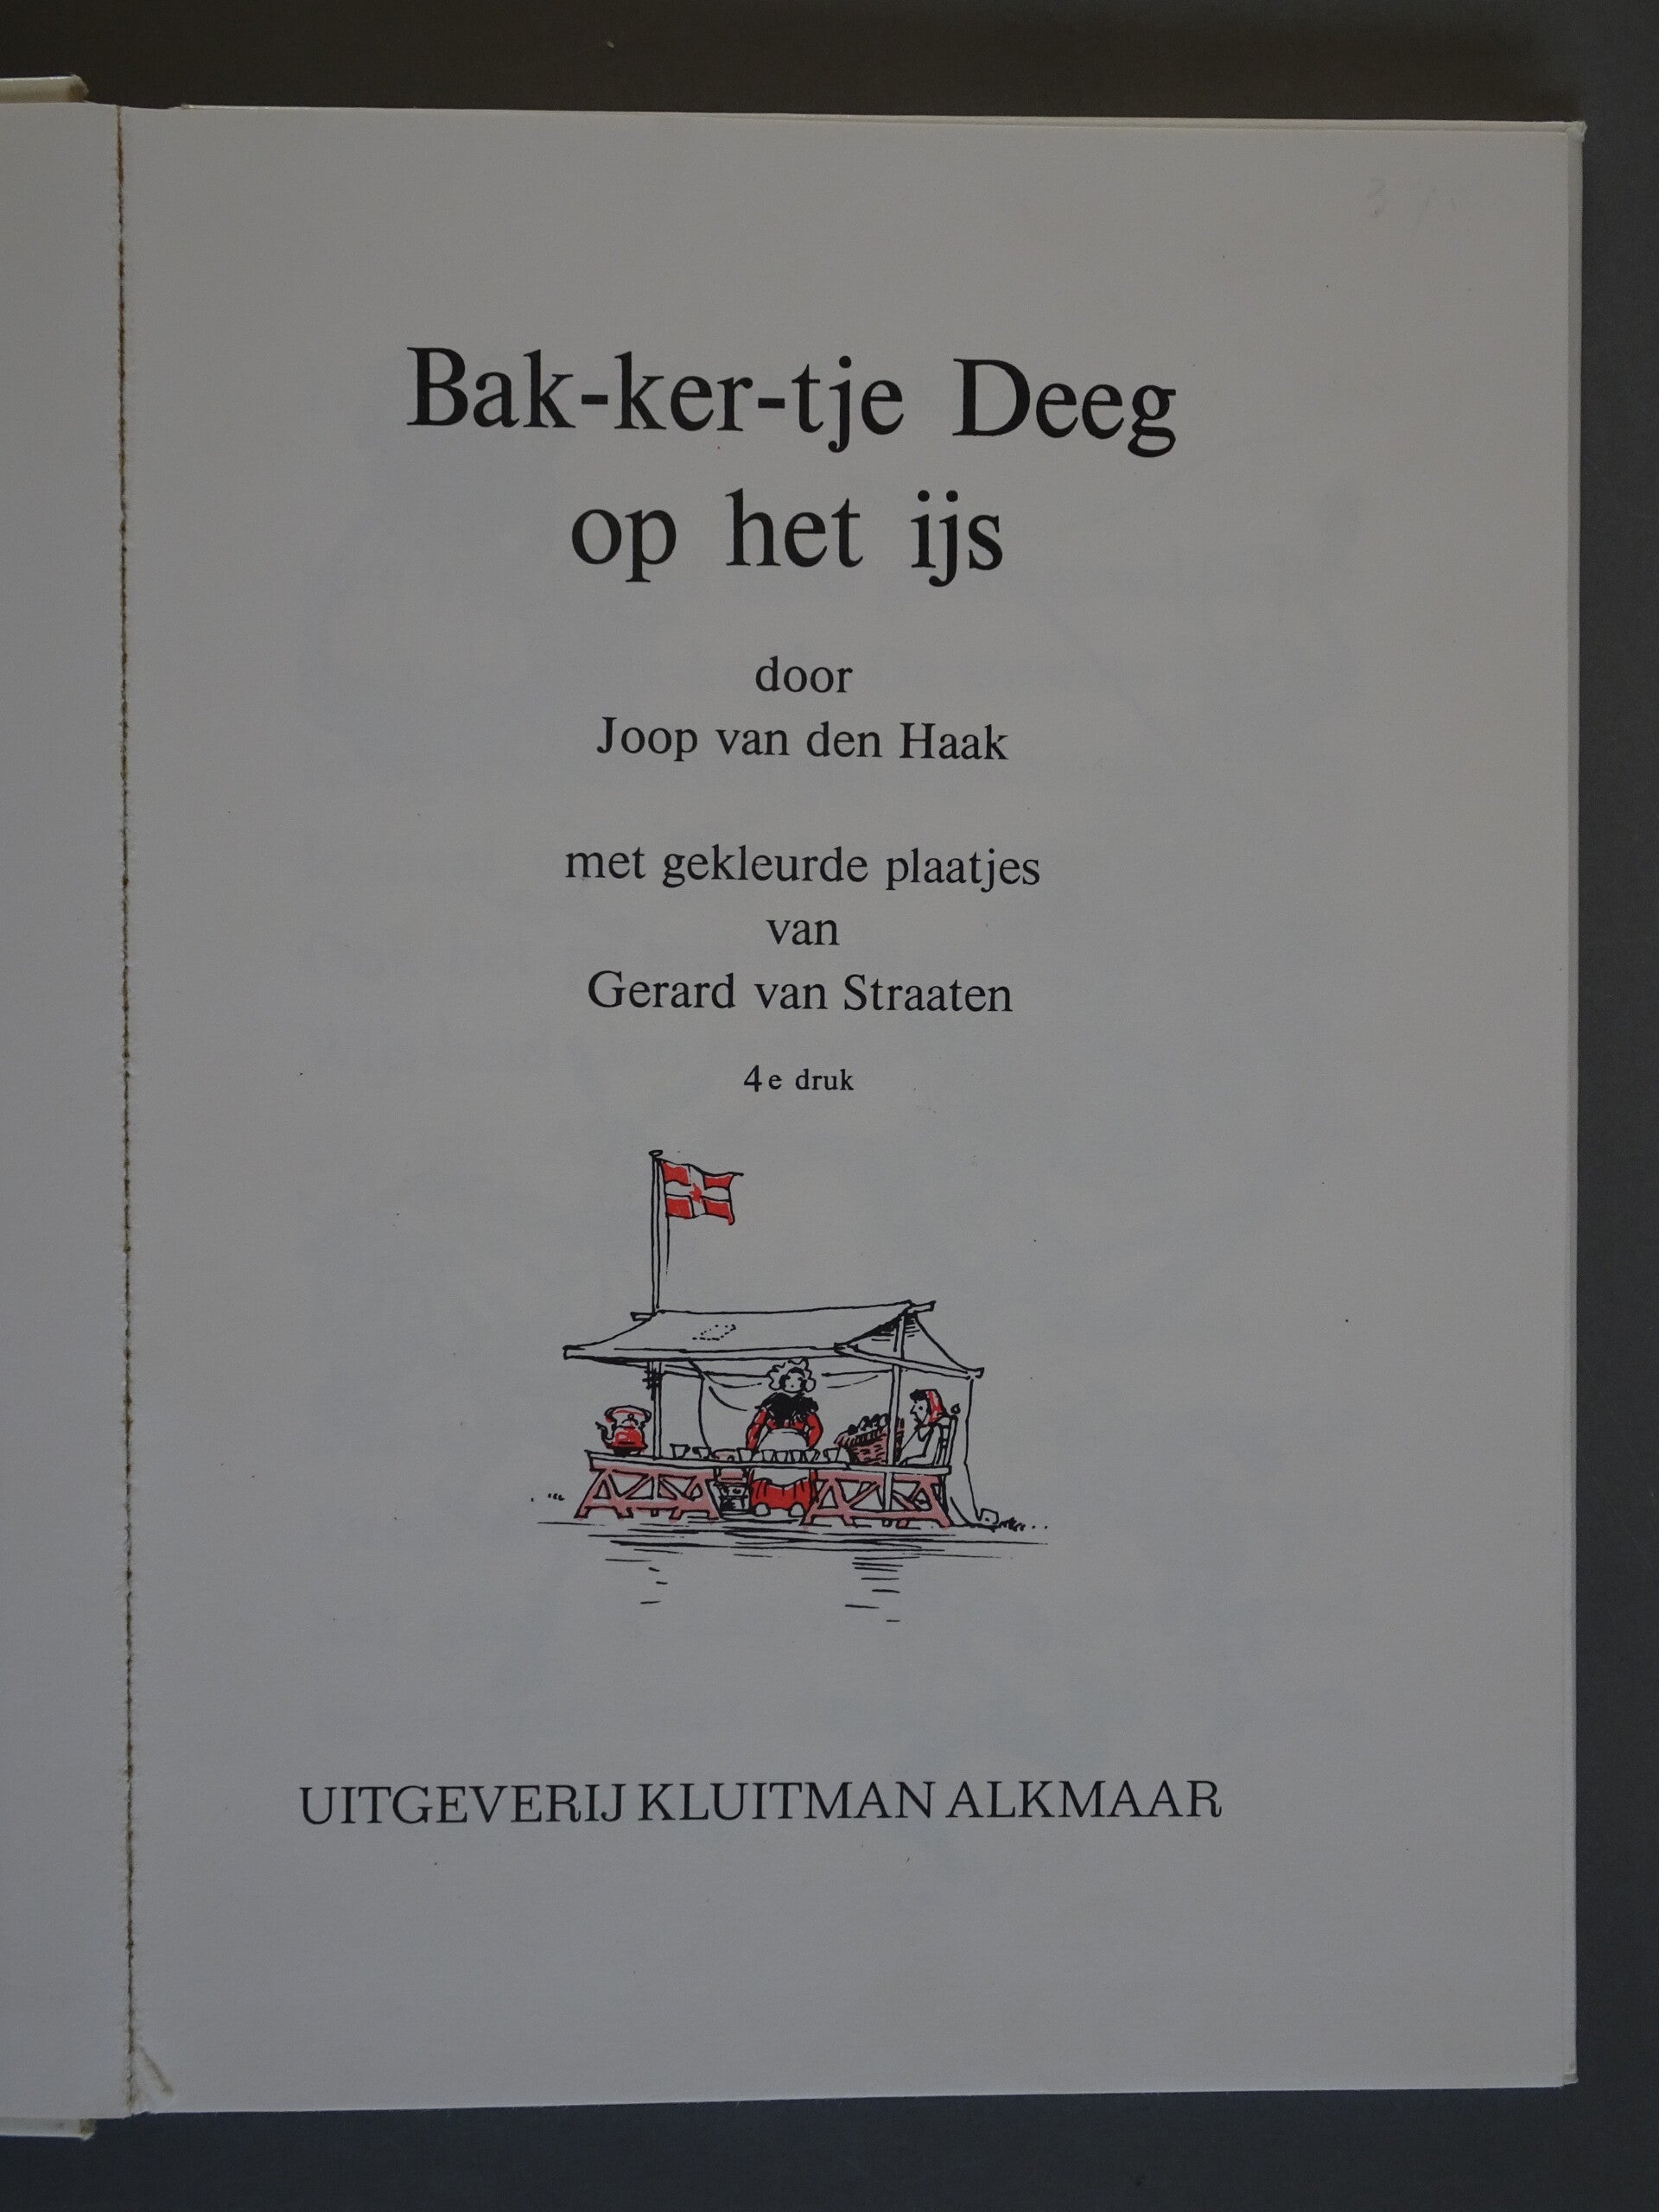 Bak-ker-tje Deeg
op het ijs
door
Joop van den Haak
met gekleurde plaatjes
van
Gerard van Straaten
4e druk
UITGEVERIJ KLUITMAN ALKMAAR